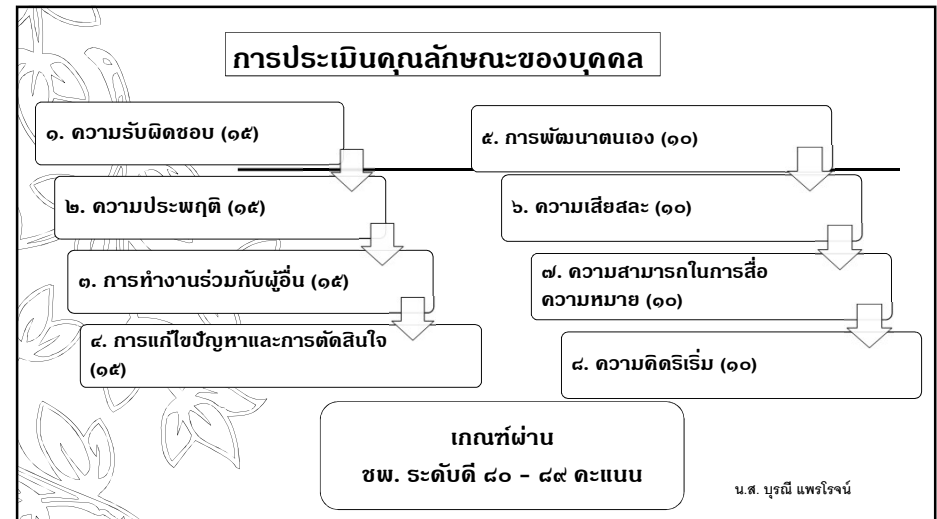 การประเมินคุณลักษณะของบุคคล
๑. ความรับผิดชอบ (๑๕)
๒. ความประพฤติ (๑๕)
๓. การทำงานร่วมกับผู้อื่น (๑๕)
๔. การแก้ไขปัญหาและการตัดสินใจ
(๑๕)
๕. การพัฒนาตนเอง (๑๐)
๖. ความเสียสละ (๑๐)
๗. ความสามารถในการสื่อ
ความหมาย (๑๐)
๘. ความคิดริเริ่ม (๑๐)
เกณฑ์ผ่าน
ชพ. ระดับดี ๘๐ - ๘๙ คะแนน
น.ส. บุรณี แพรโรจน์